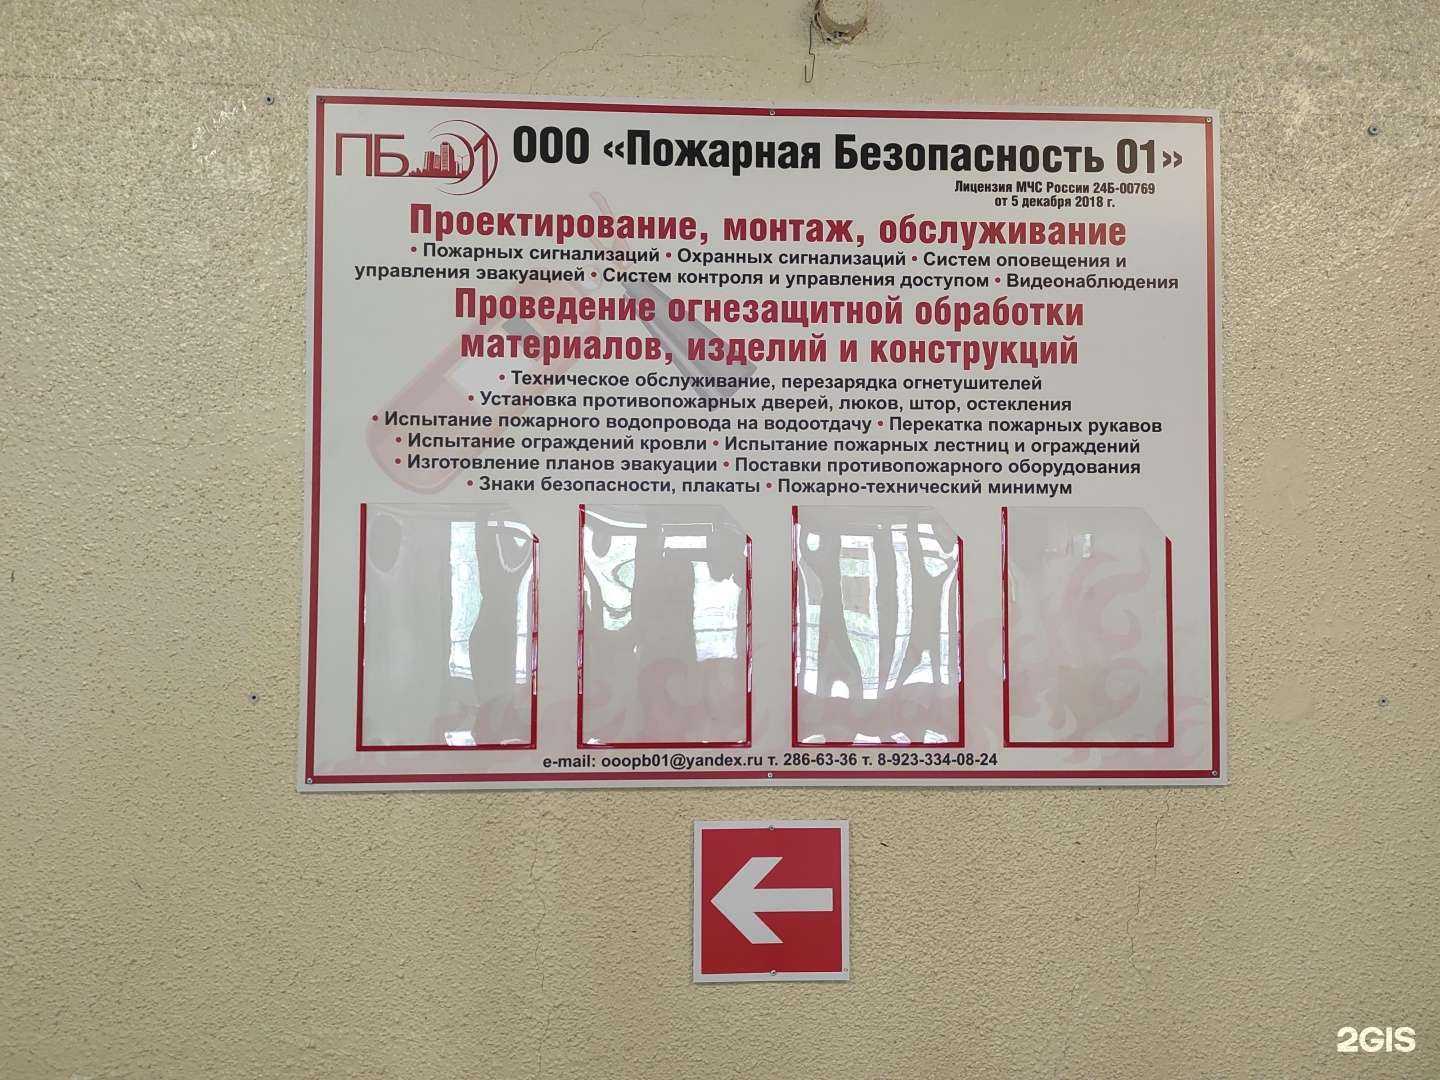 ПБ 01
ООО «Пожарная Безопасность 01»
Лицензия МЧС России 24Б-00769
от 5 декабря 2018 г.
Проектирование, монтаж, обслуживание
• Пожарных сигнализаций • Охранных сигнализаций • Систем оповещения и
управления эвакуацией • Систем контроля и управления доступом • Видеонаблюдения
Проведение огнезащитной обработки
материалов, изделий и конструкций
• Техническое обслуживание, перезарядка огнетушителей
• Установка противопожарных дверей, люков, штор, остекления
• Испытание пожарного водопровода на водоотдачу • Перекатка пожарных рукавов
• Испытание ограждений кровли • Испытание пожарных лестниц и ограждений
• Изготовление планов эвакуации • Поставки противопожарного оборудования
• Знаки безопасности, плакаты • Пожарно-технический минимум
e-mail: ooopb01@yandex.ru т. 286-63-36 т. 8-923-334-08-24
2GIS